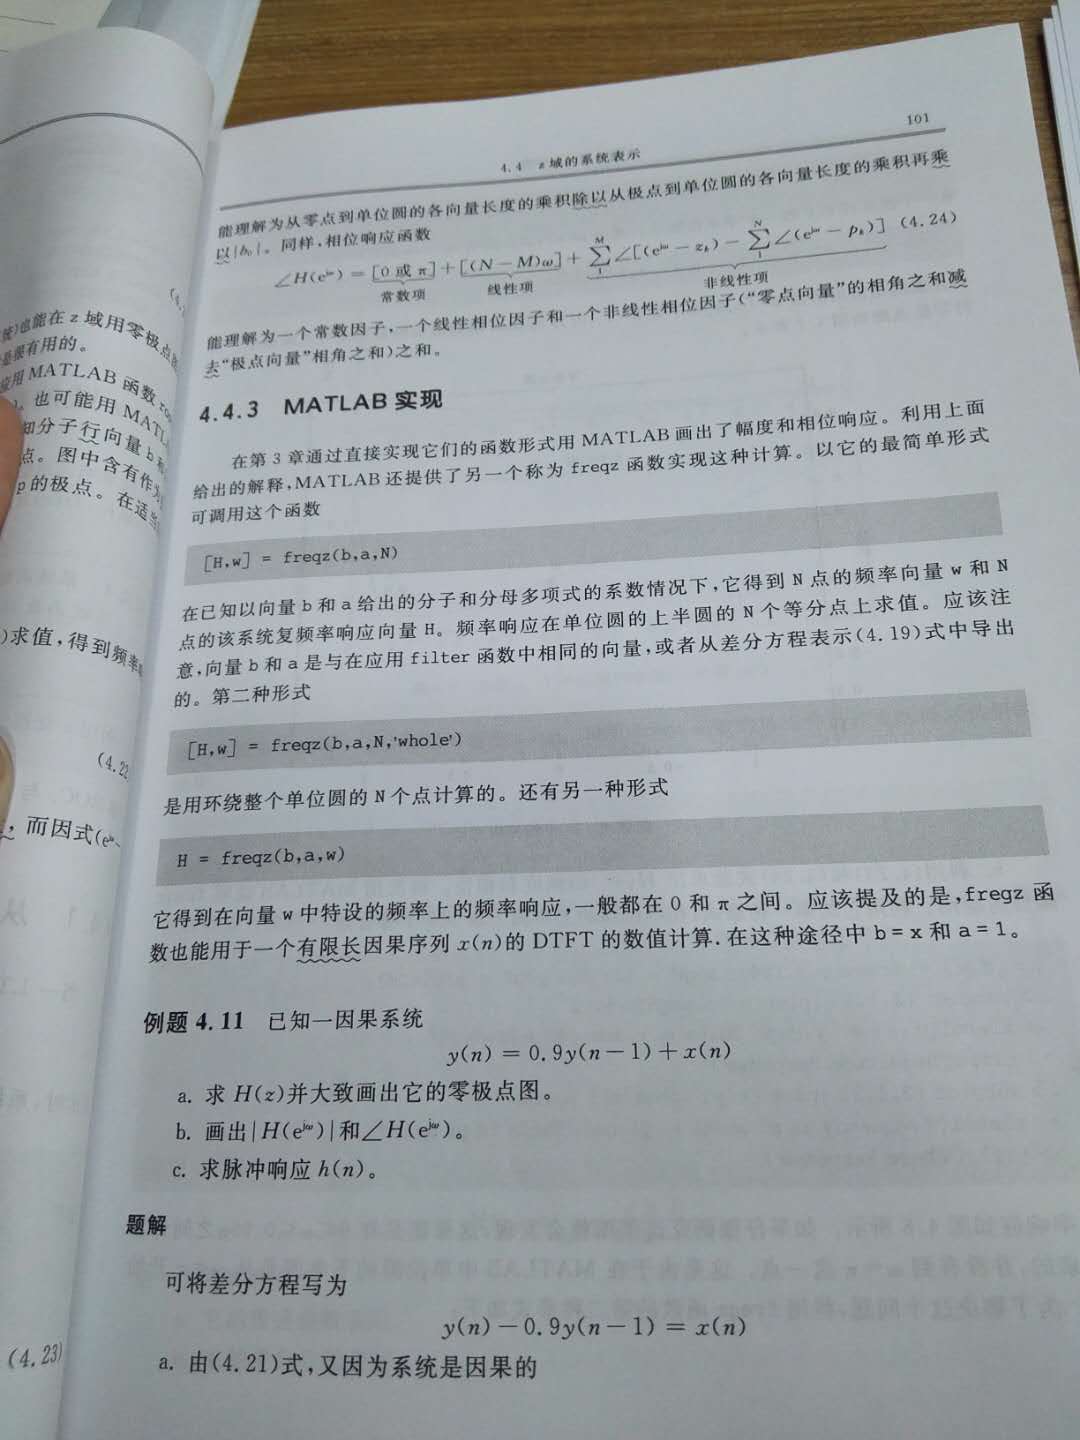 (4.
统)也能在 z 域用零极点
是很有用的。
应用 MATLAB 函数
也可能用 MATL
知分子行向量 b 和
点。图中含有作为
p 的极点。在适当
)求值,得到频率
(4.22
而因式(e^{jω}-
从
(4.23)
101
4.4 z 域的系统表示
能理解为从零点到单位圆的各向量长度的乘积除以从极点到单位圆的各向量长度的乘积再乘
以|b₀|。同样,相位响应函数
∠H(e^{jω}) = [0 或 π] + [(N − M)ω] + ∑_{1}^{M} ∠[(e^{jω} − z_k) − ∑_{1}^{N} ∠(e^{jω} − p_k)] (4.24)
常数项 线性项 非线性项
能理解为一个常数因子,一个线性相位因子和一个非线性相位因子(“零点向量”的相角之和减
去“极点向量”相角之和)之和。
4.4.3 MATLAB 实现
在第 3 章通过直接实现它们的函数形式用 MATLAB 画出了幅度和相位响应。利用上面
给出的解释,MATLAB 还提供了另一个称为 freqz 函数实现这种计算。以它的最简单形式
可调用这个函数
[H,w] = freqz(b,a,N)
在已知以向量 b 和 a 给出的分子和分母多项式的系数情况下,它得到 N 点的频率向量 w 和 N
点的该系统复频率响应向量 H。频率响应在单位圆的上半圆的 N 个等分点上求值。应该注
意,向量 b 和 a 是与在应用 filter 函数中相同的向量,或者从差分方程表示(4.19)式中导出
的。第二种形式
[H,w] = freqz(b,a,N,'whole')
是用环绕整个单位圆的 N 个点计算的。还有另一种形式
H = freqz(b,a,w)
它得到在向量 w 中特设的频率上的频率响应,一般都在 0 和 π 之间。应该提及的是,freqz 函
数也能用于一个有限长因果序列 x(n)的 DTFT 的数值计算.在这种途径中 b=x 和 a=1。
例题 4.11 已知一因果系统
y(n) = 0.9y(n−1)+x(n)
a. 求 H(z)并大致画出它的零极点图。
b. 画出|H(e^{jω})|和∠H(e^{jω})。
c. 求脉冲响应 h(n)。
题解
可将差分方程写为
y(n)−0.9y(n−1) = x(n)
a. 由(4.21)式,又因为系统是因果的